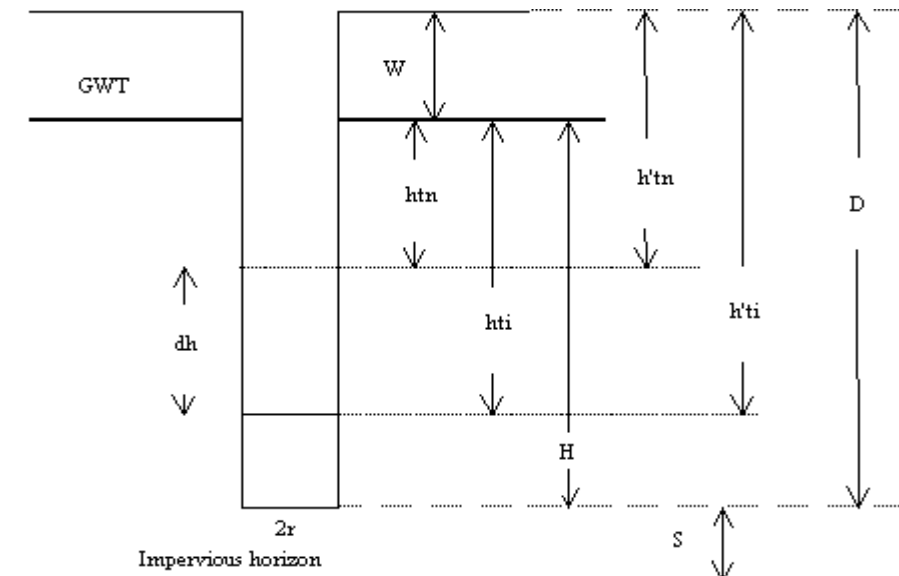 W
GWT
h'tn
htn
D
h'ti
hti
dh
H
2r
S
Impervious horizon